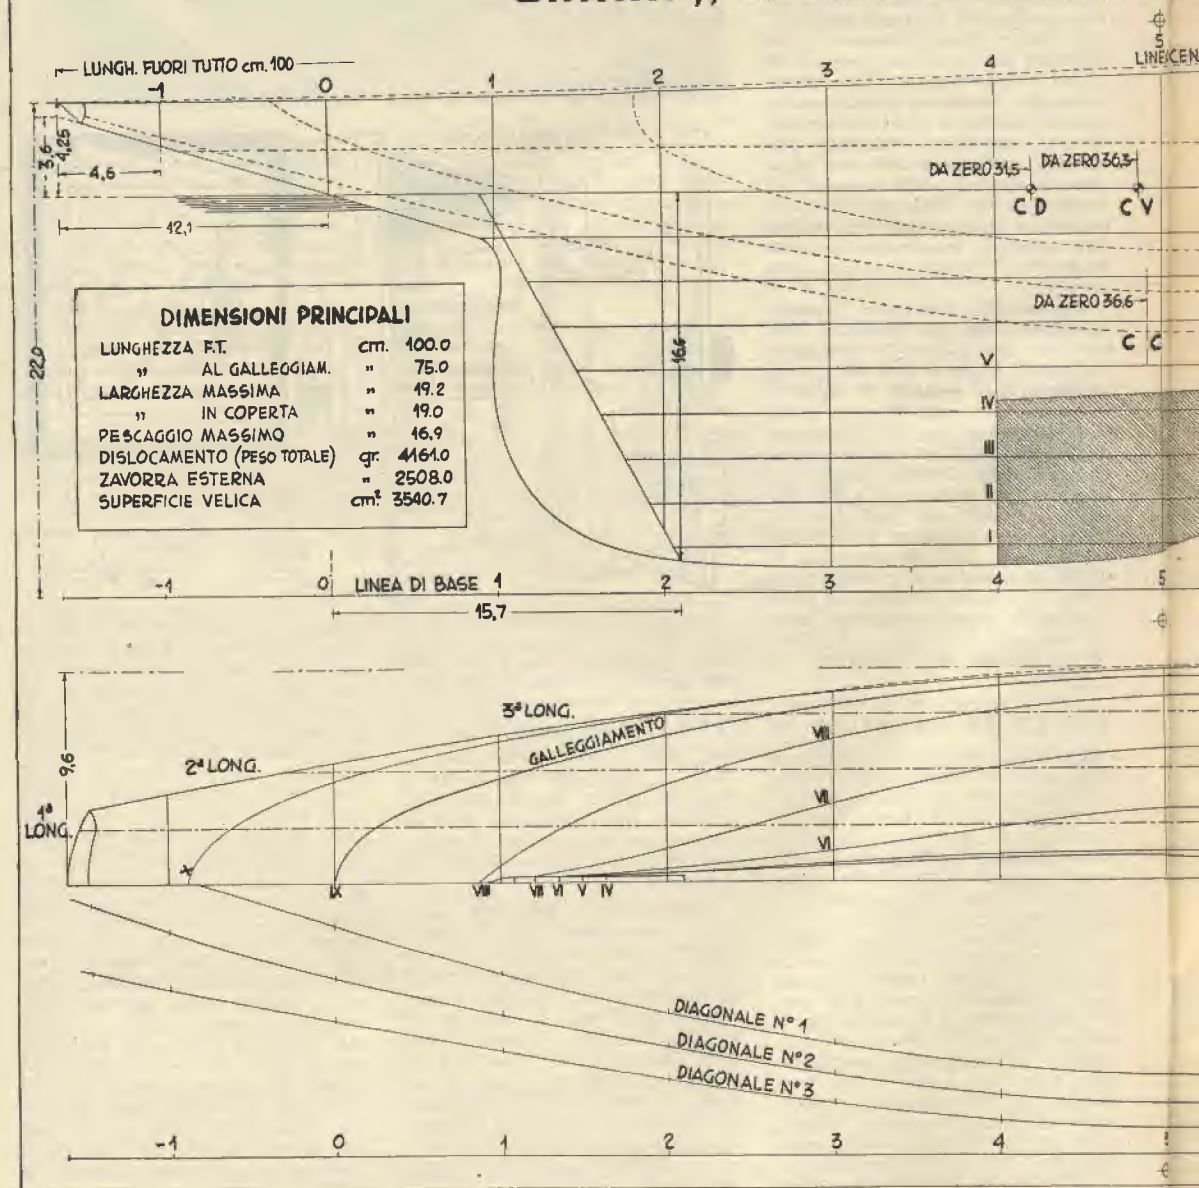 LUNGH. FUORI TUTTO cm. 100
-1 0 1 2 3 4 5
LINE CEN
3,6
4,25
4,6
12,1
22,0
16.6
DA ZERO 31,5
DA ZERO 36,3
C D
C V
DA ZERO 36.6
C C
V
IV
III
II
I
DIMENSIONI PRINCIPALI
LUNGHEZZA F.T. cm. 100.0
" AL GALLEGGIAM. " 75.0
LARGHEZZA MASSIMA " 19.2
" IN COPERTA " 19.0
PESCAGGIO MASSIMO " 16.9
DISLOCAMENTO (PESO TOTALE) gr. 4161.0
ZAVORRA ESTERNA " 2508.0
SUPERFICIE VELICA cm² 3540.7
-1 0 LINEA DI BASE 1 2 3 4 5
15,7
3ª LONG.
GALLEGGIAMENTO
2ª LONG.
1ª LONG.
9,6
VIII
VII
VI
X IX VIII VII VI V IV
DIAGONALE N° 1
DIAGONALE N° 2
DIAGONALE N° 3
-1 0 1 2 3 4